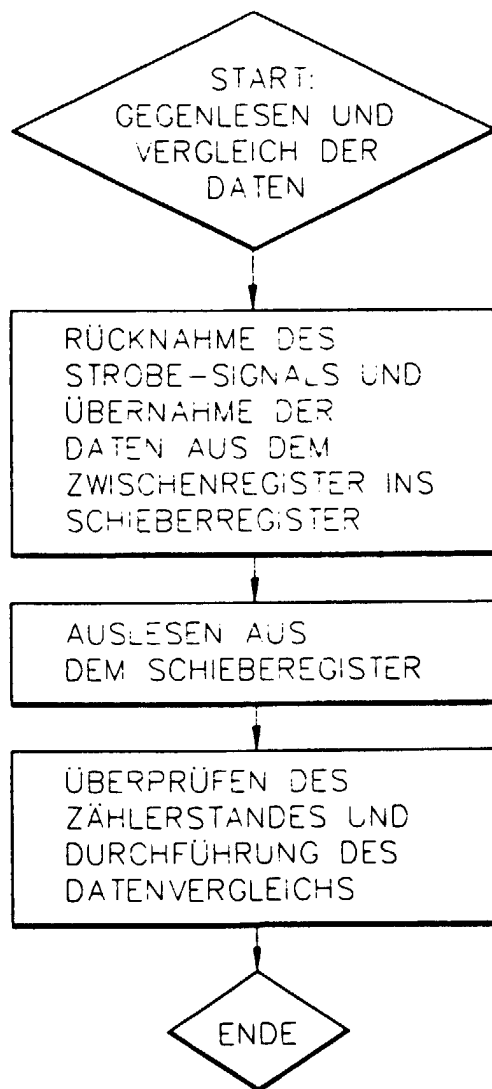 START:
GEGENLESEN UND
VERGLEICH DER
DATEN
RÜCKNAHME DES
STROBE-SIGNALS UND
ÜBERNAHME DER
DATEN AUS DEM
ZWISCHENREGISTER INS
SCHIEBERREGISTER
AUSLESEN AUS
DEM SCHIEBEREGISTER
ÜBERPRÜFEN DES
ZÄHLERSTANDES UND
DURCHFÜHRUNG DES
DATENVERGLEICHS
ENDE